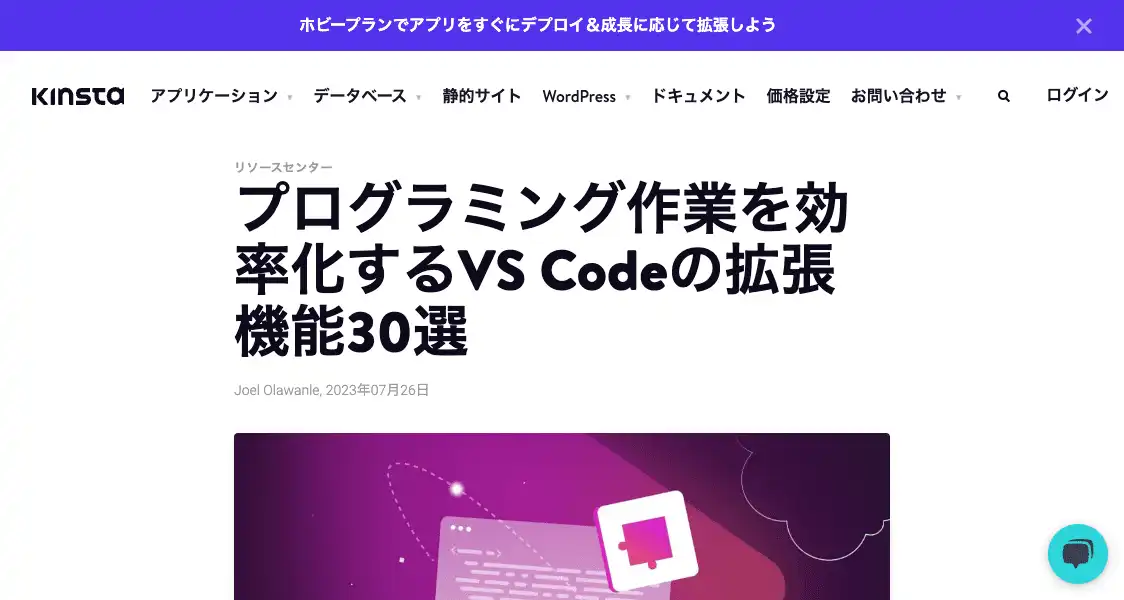 ホビープランでアプリをすぐにデプロイ&成長に応じて拡張しよう
KINSTA アプリケーション データベース 静的サイト WordPress ドキュメント 価格設定 お問い合わせ ログイン
リソースセンター
プログラミング作業を効
率化するVS Codeの拡張
機能30選
Joel Olawanle, 2023年07月26日